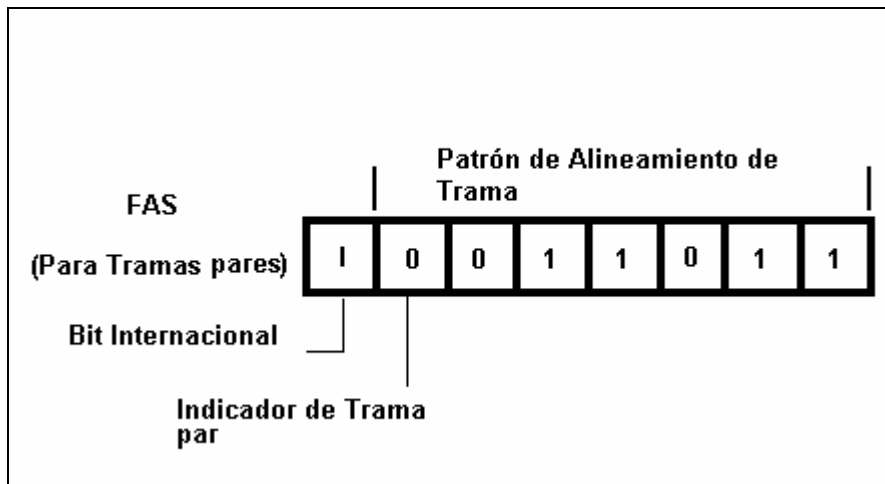 Patrón de Alineamiento de
Trama
FAS
(Para Tramas pares)
I 0 0 1 1 0 1 1
Bit Internacional
Indicador de Trama
par